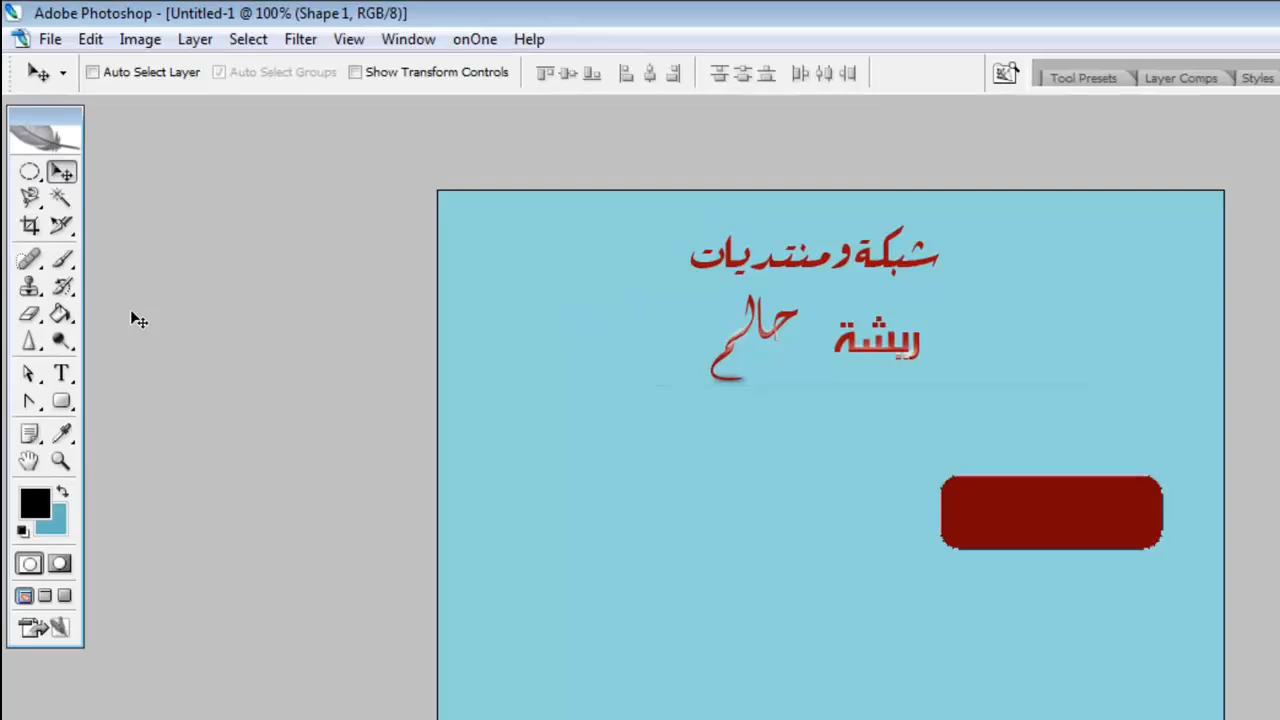 Adobe Photoshop - [Untitled-1 @ 100% (Shape 1, RGB/8)]
File Edit Image Layer Select Filter View Window onOne Help
Auto Select Layer Auto Select Groups Show Transform Controls Tool Presets Layer Comps Styles
شبكة ومنتديات
ريشة حالم
T